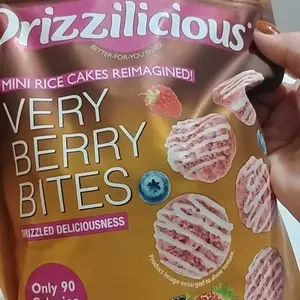 Drizzilicious
BETTER-FOR-YOU
MINI RICE CAKES REIMAGINED!
VERY
BERRY
BITES
DRIZZLED DELICIOUSNESS
Only 90
Calories
Product image enlarged to show texture.